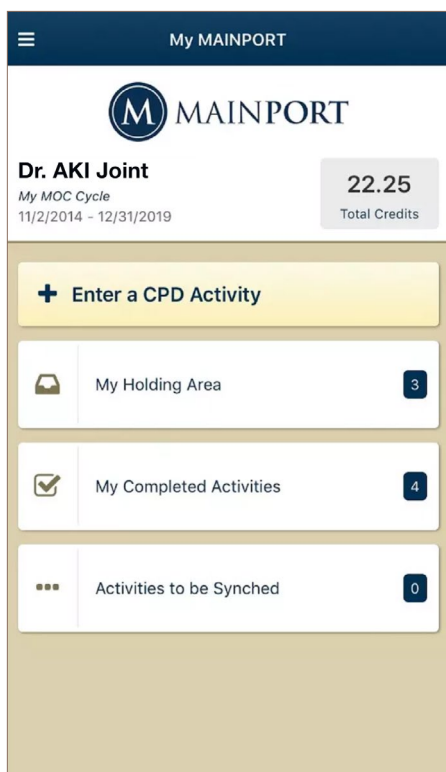 My MAINPORT
M MAINPORT
Dr. AKI Joint
My MOC Cycle
11/2/2014 - 12/31/2019
22.25
Total Credits
+ Enter a CPD Activity
My Holding Area 3
My Completed Activities 4
Activities to be Synched 0